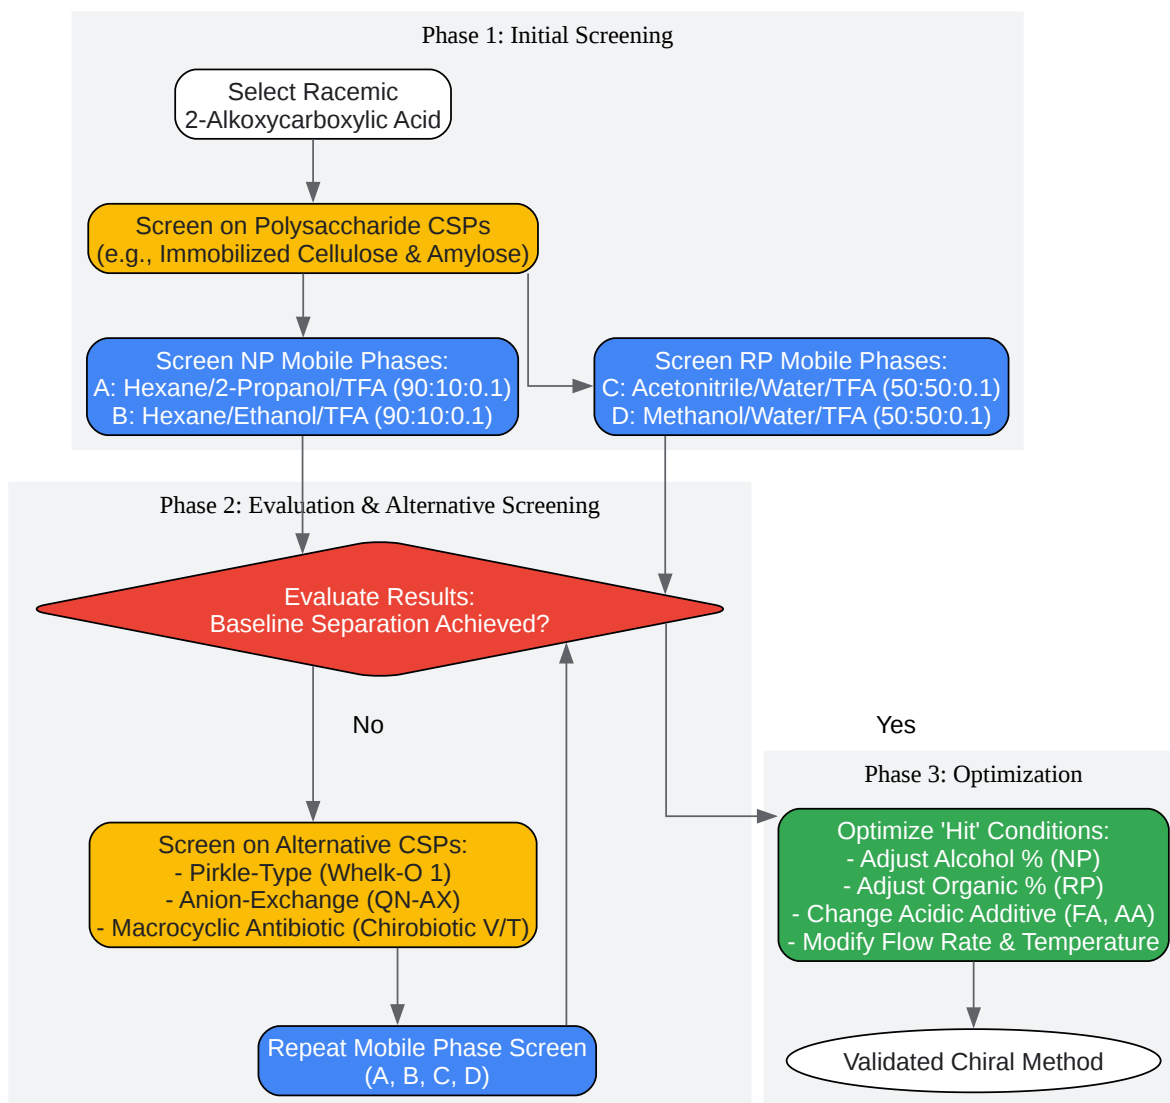 Phase 1: Initial Screening
Select Racemic
2-Alkoxycarboxylic Acid
Screen on Polysaccharide CSPs
(e.g., Immobilized Cellulose & Amylose)
Screen NP Mobile Phases:
A: Hexane/2-Propanol/TFA (90:10:0.1)
B: Hexane/Ethanol/TFA (90:10:0.1)
Screen RP Mobile Phases:
C: Acetonitrile/Water/TFA (50:50:0.1)
D: Methanol/Water/TFA (50:50:0.1)
Phase 2: Evaluation & Alternative Screening
Evaluate Results:
Baseline Separation Achieved?
No
Yes
Screen on Alternative CSPs:
- Pirkle-Type (Whelk-O 1)
- Anion-Exchange (QN-AX)
- Macrocyclic Antibiotic (Chirobiotic V/T)
Repeat Mobile Phase Screen
(A, B, C, D)
Phase 3: Optimization
Optimize 'Hit' Conditions:
- Adjust Alcohol % (NP)
- Adjust Organic % (RP)
- Change Acidic Additive (FA, AA)
- Modify Flow Rate & Temperature
Validated Chiral Method